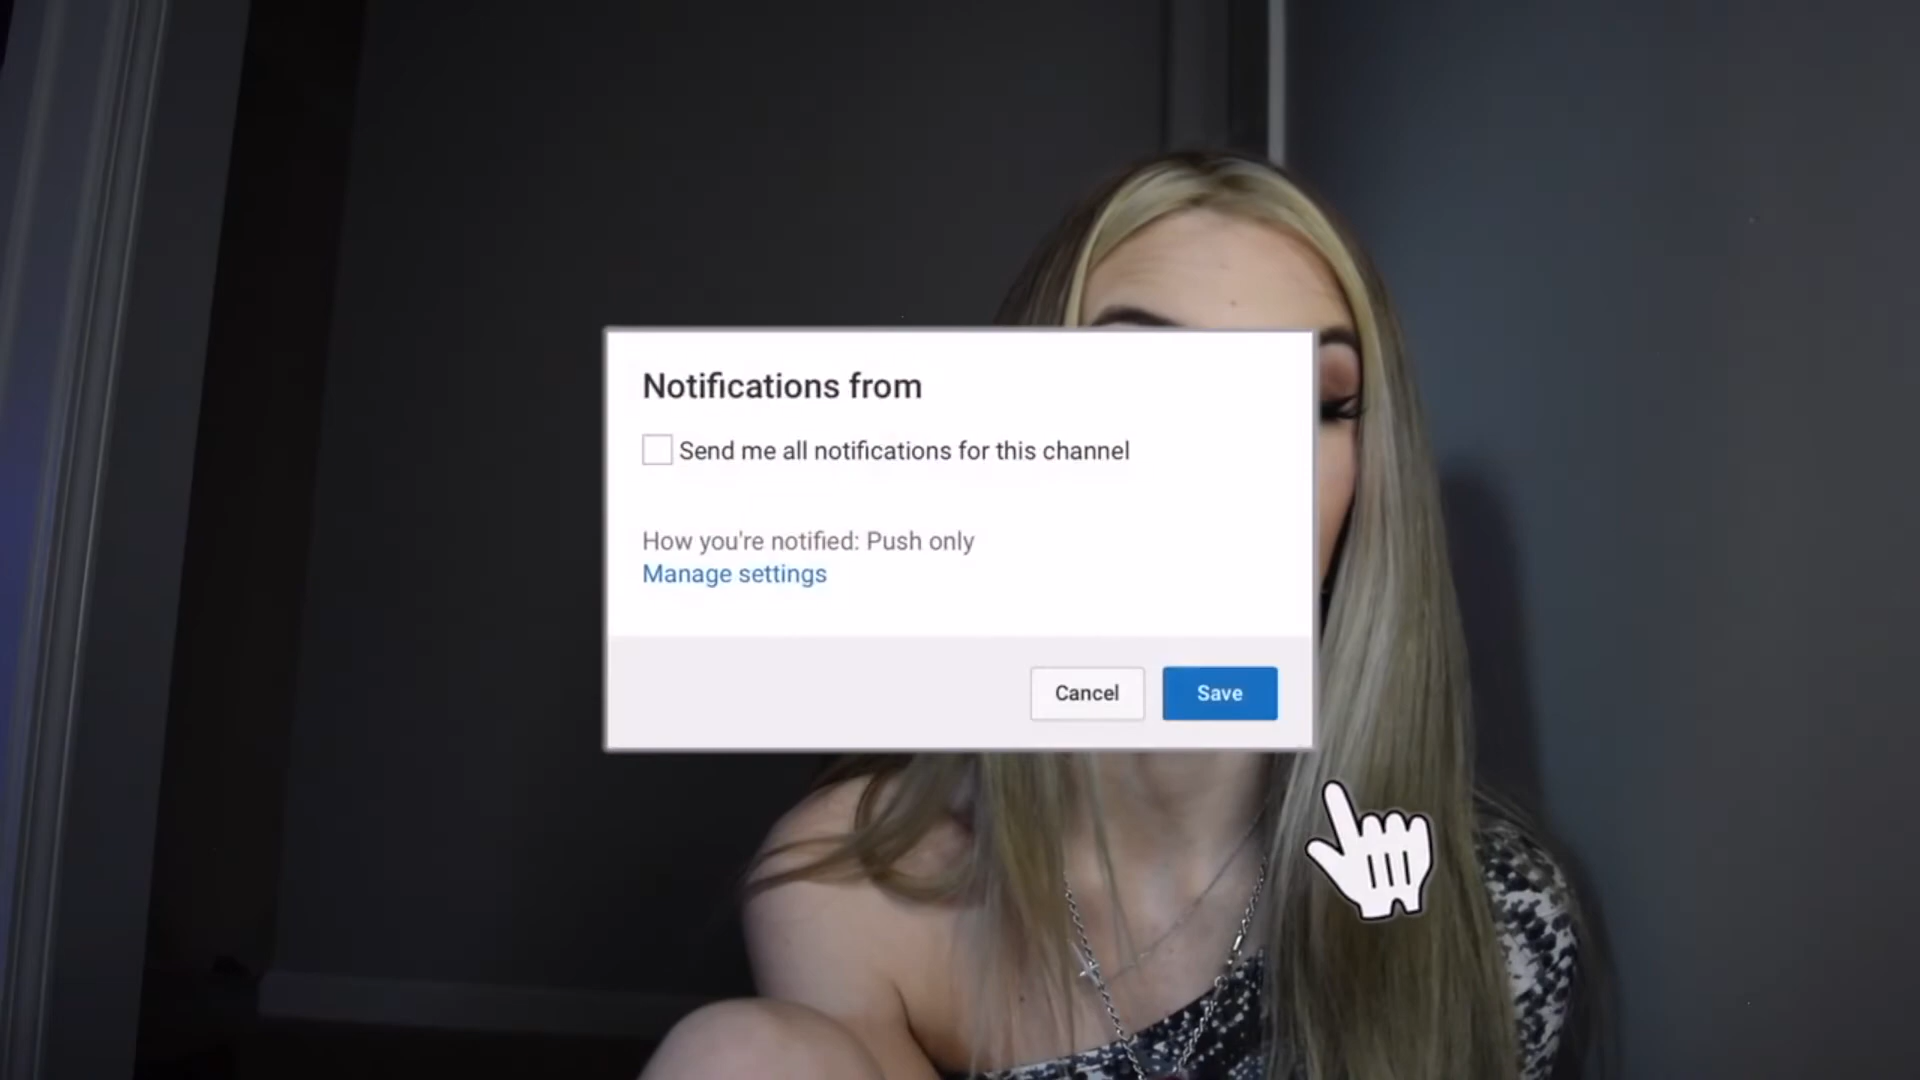 Notifications from
Send me all notifications for this channel
How you're notified: Push only
Manage settings
Cancel
Save